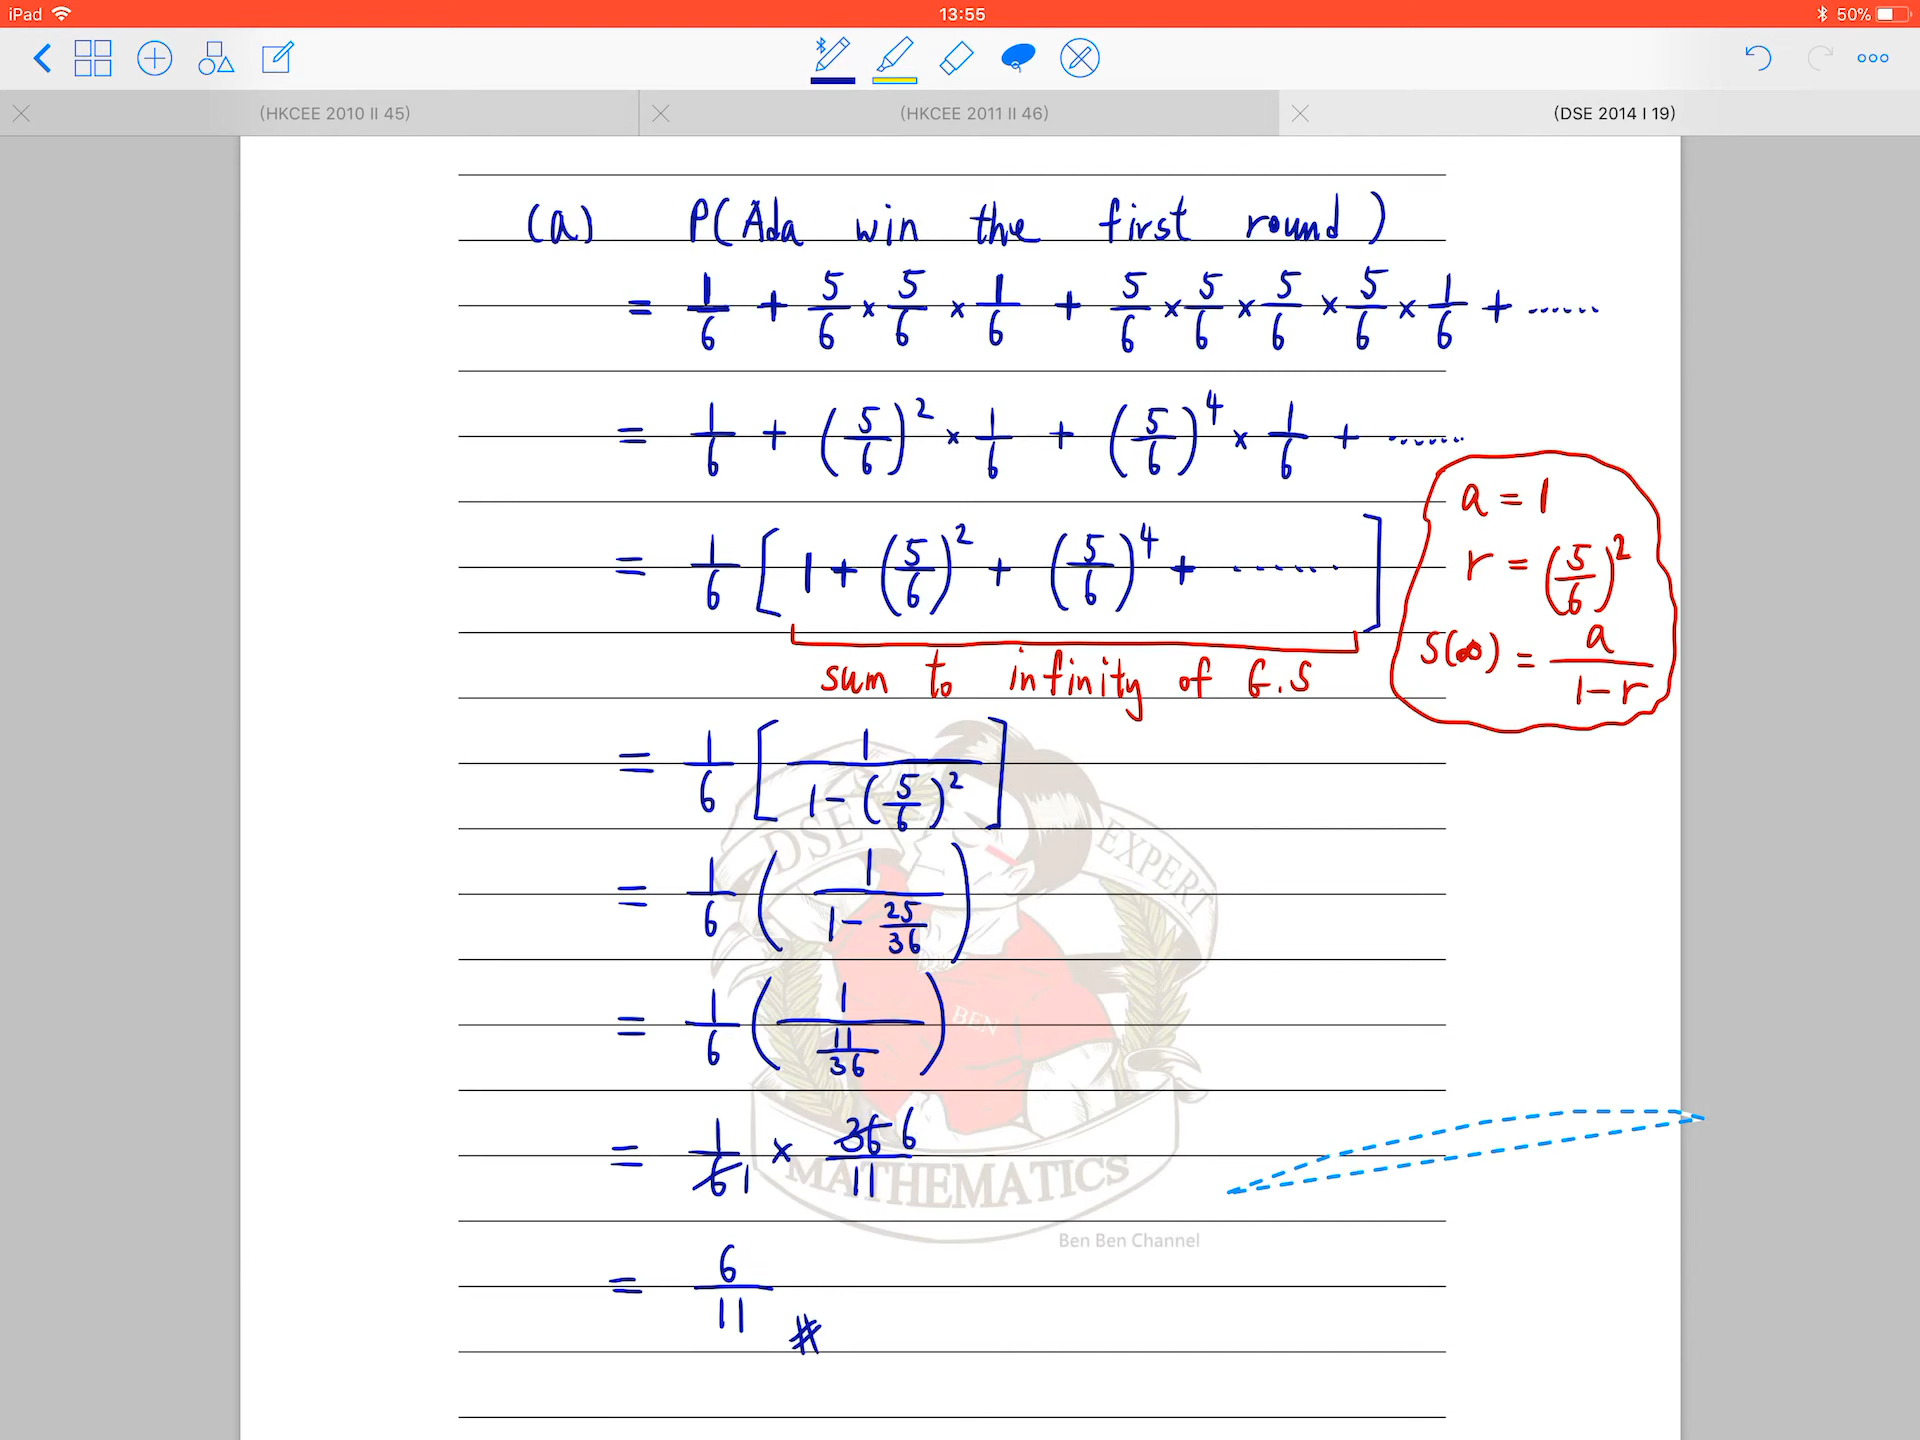 iPad 13:55 50%
(HKCEE 2010 II 45) (HKCEE 2011 II 46) (DSE 2014 I 19)
(a) P(Ada win the first round)
= 1/6 + 5/6 × 5/6 × 1/6 + 5/6 × 5/6 × 5/6 × 5/6 × 1/6 + ......
= 1/6 + (5/6)² × 1/6 + (5/6)⁴ × 1/6 + .......
= 1/6 [ 1 + (5/6)² + (5/6)⁴ + ....... ]
sum to infinity of G.S
a = 1
r = (5/6)²
S(∞) = a/(1-r)
= 1/6 [ 1/(1-(5/6)²) ]
= 1/6 ( 1/(1-25/36) )
= 1/6 ( 1/(11/36) )
= 1/6 1 × 36 6/11
= 6/11 #
DSE EXPERT
BEN
MATHEMATICS
Ben Ben Channel